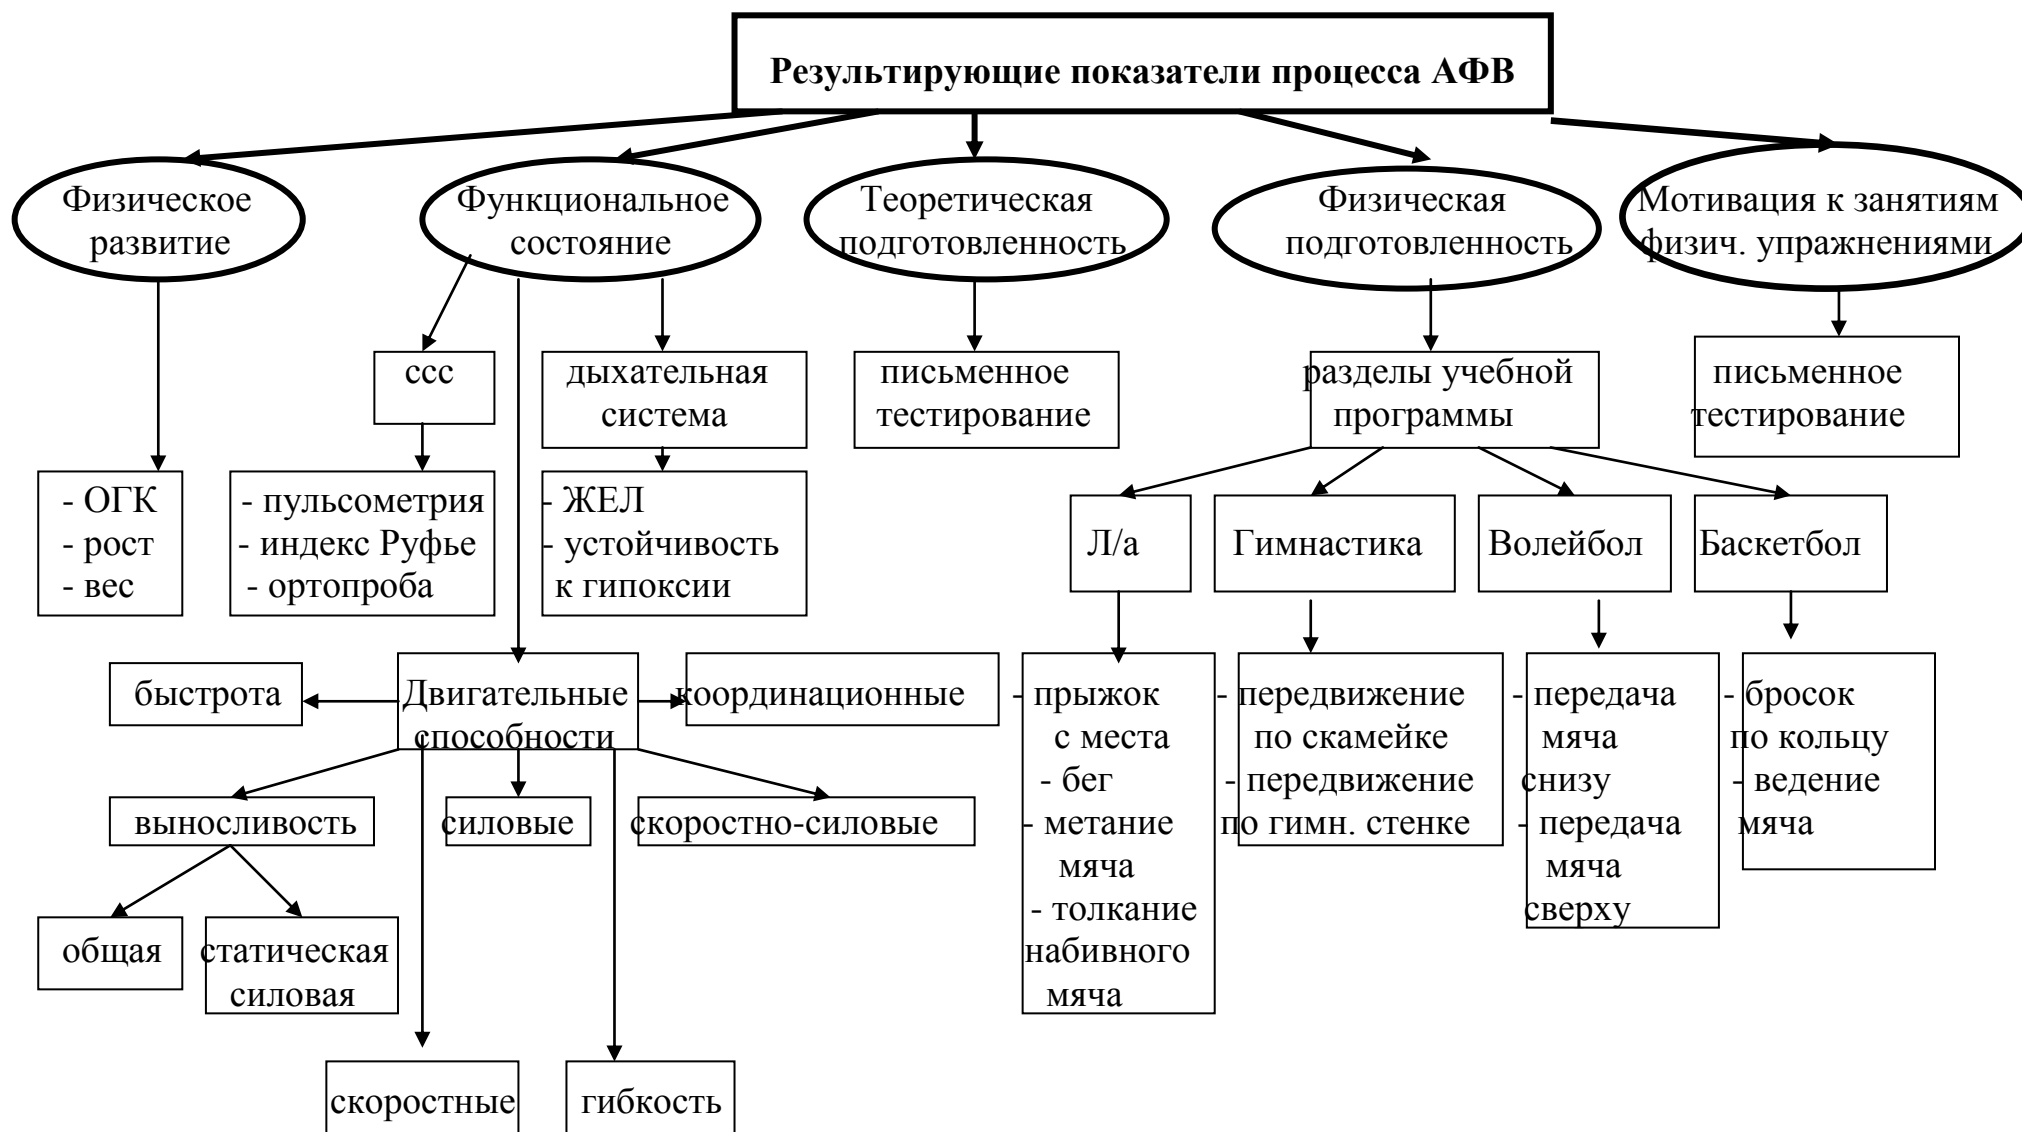 Результирующие показатели процесса АФВ
Физическое
развитие
Функциональное
состояние
Теоретическая
подготовленность
Физическая
подготовленность
Мотивация к занятиям
физич. упражнениями
ссс
дыхательная
система
письменное
тестирование
разделы учебной
программы
письменное
тестирование
- ОГК
- рост
- вес
- пульсометрия
- индекс Руфье
- ортопроба
- ЖЕЛ
- устойчивость
к гипоксии
Л/а
Гимнастика
Волейбол
Баскетбол
быстрота
Двигательные
способности
координационные
выносливость
силовые
скоростно-силовые
общая
статическая
силовая
скоростные
гибкость
- прыжок
с места
- бег
- метание
мяча
- толкание
набивного
мяча
- передвижение
по скамейке
- передвижение
по гимн. стенке
- передача
мяча
снизу
- передача
мяча
сверху
- бросок
по кольцу
- ведение
мяча